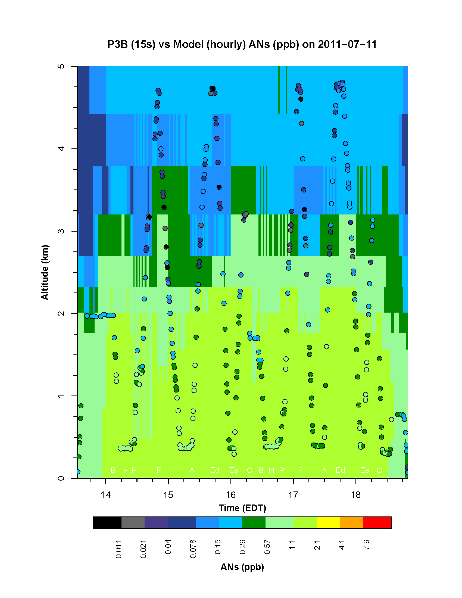 P3B (15s) vs Model (hourly) ANs (ppb) on 2011−07−11
Altitude (km)
5
4
3
2
1
0
14 15 16 17 18
Time (EDT)
0.011 0.021 0.04 0.078 0.15 0.29 0.57 1.1 2.1 4.1 7.6
ANs (ppb)